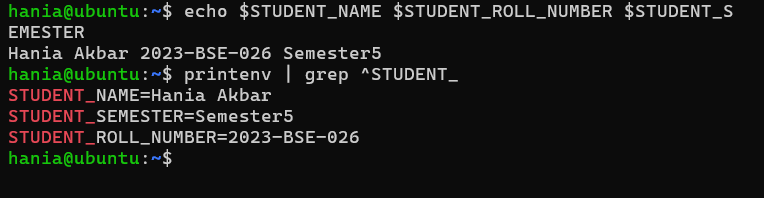 hania@ubuntu:~$ echo $STUDENT_NAME $STUDENT_ROLL_NUMBER $STUDENT_S
EMESTER
Hania Akbar 2023-BSE-026 Semester5
hania@ubuntu:~$ printenv | grep ^STUDENT_
STUDENT_NAME=Hania Akbar
STUDENT_SEMESTER=Semester5
STUDENT_ROLL_NUMBER=2023-BSE-026
hania@ubuntu:~$